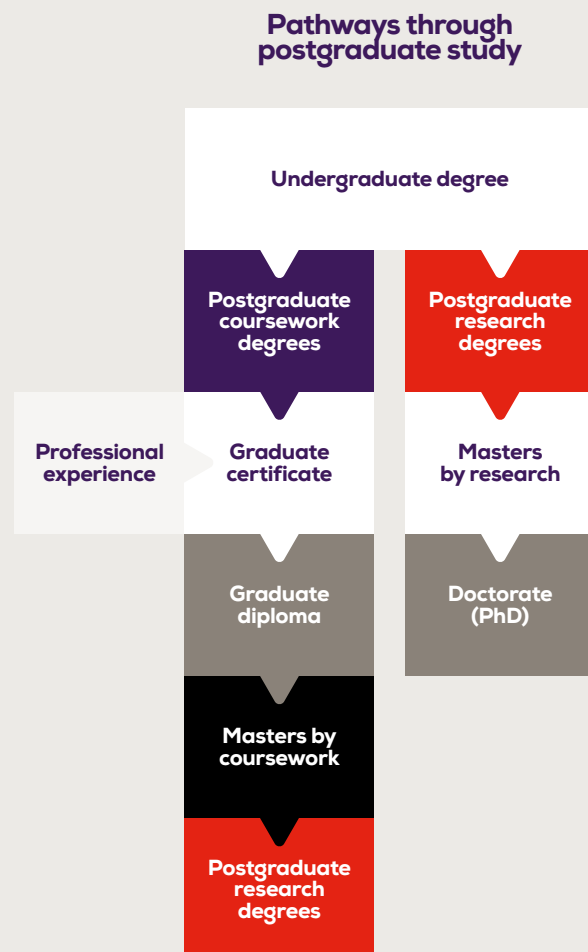 Pathways through
postgraduate study
Undergraduate degree
Postgraduate
coursework
degrees
Postgraduate
research
degrees
Professional
experience
Graduate
certificate
Masters
by research
Graduate
diploma
Doctorate
(PhD)
Masters by
coursework
Postgraduate
research
degrees